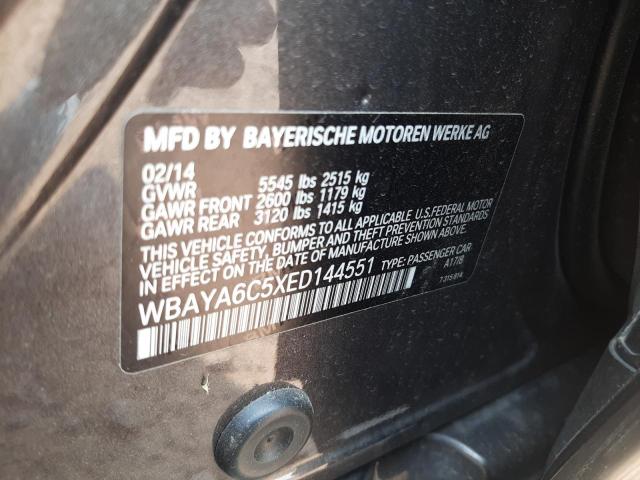 MFD BY BAYERISCHE MOTOREN WERKE AG
02/14
GVWR 5545 lbs 2515 kg
GAWR FRONT 2600 lbs 1179 kg
GAWR REAR 3120 lbs 1415 kg
THIS VEHICLE CONFORMS TO ALL APPLICABLE U.S. FEDERAL MOTOR
VEHICLE SAFETY, BUMPER AND THEFT PREVENTION STANDARDS
IN EFFECT ON THE DATE OF MANUFACTURE SHOWN ABOVE.
WBAYA6C5XED144551 TYPE: PASSENGER CAR
A17/8